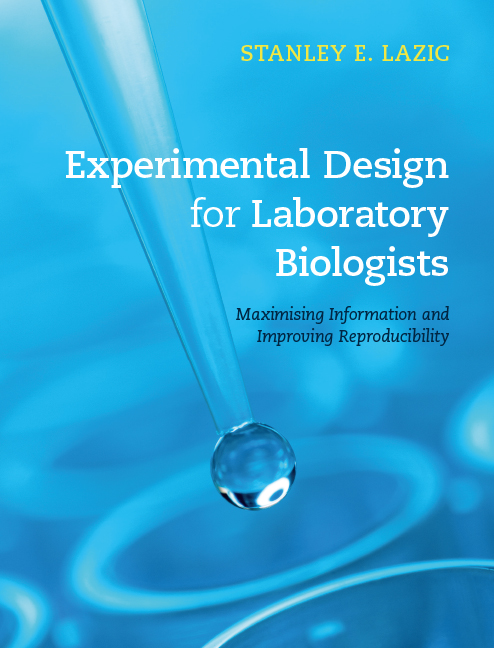 STANLEY E. LAZIC
Experimental Design
for Laboratory
Biologists
Maximising Information and
Improving Reproducibility